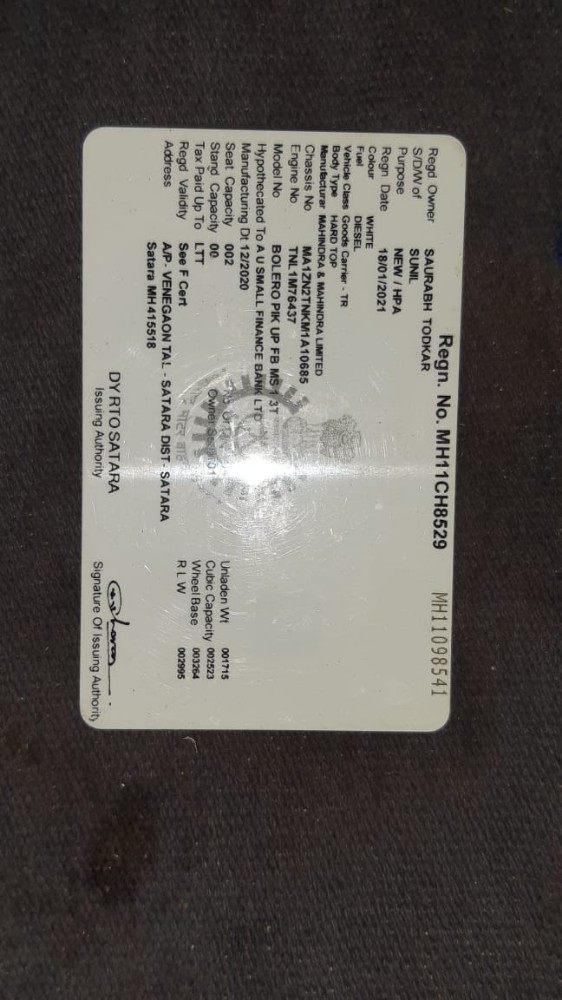 Regn. No. MH11CH8529 MH11098541
Regd Owner SAURABH TODKAR
S/D/W of SUNIL
Purpose NEW / HPA
Regn Date 18/01/2021
Colour WHITE
Fuel DIESEL
Vehicle Class Goods Carrier - TR
Body Type HARD TOP
Manufacturar MAHINDRA & MAHINDRA LIMITED
Chassis No MA1ZN2TNKM1A10685
Engine No TNL1M76437
Model No BOLERO PIK UP FB MS 1 3T
Hypothecated To A U SMALL FINANCE BANK LTD
Manufacturing Dt 12/2020
Seat Capacity 002 Unladen Wt 001715
Stand Capacity 00 Owner Cubic Capacity 002523
Tax Paid Up To LTT Wheel Base 003264
Regd Validity See F Cert R L W 002995
Address A/P- VENEGAON TAL - SATARA DIST - SATARA
Satara MH 415518
DY RTO SATARA
Issuing Authority Signature Of Issuing Authority